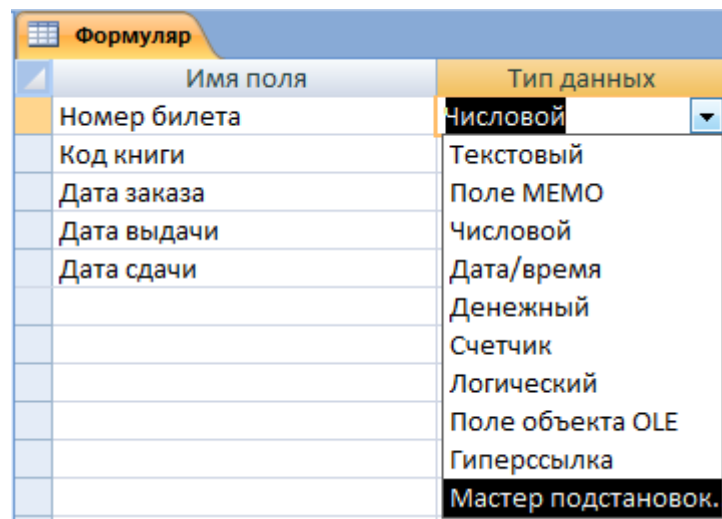 Формуляр
Имя поля Тип данных
Номер билета Числовой
Код книги Текстовый
Дата заказа Поле МЕМО
Дата выдачи Числовой
Дата сдачи Дата/время
Денежный
Счетчик
Логический
Поле объекта OLE
Гиперссылка
Мастер подстановок.